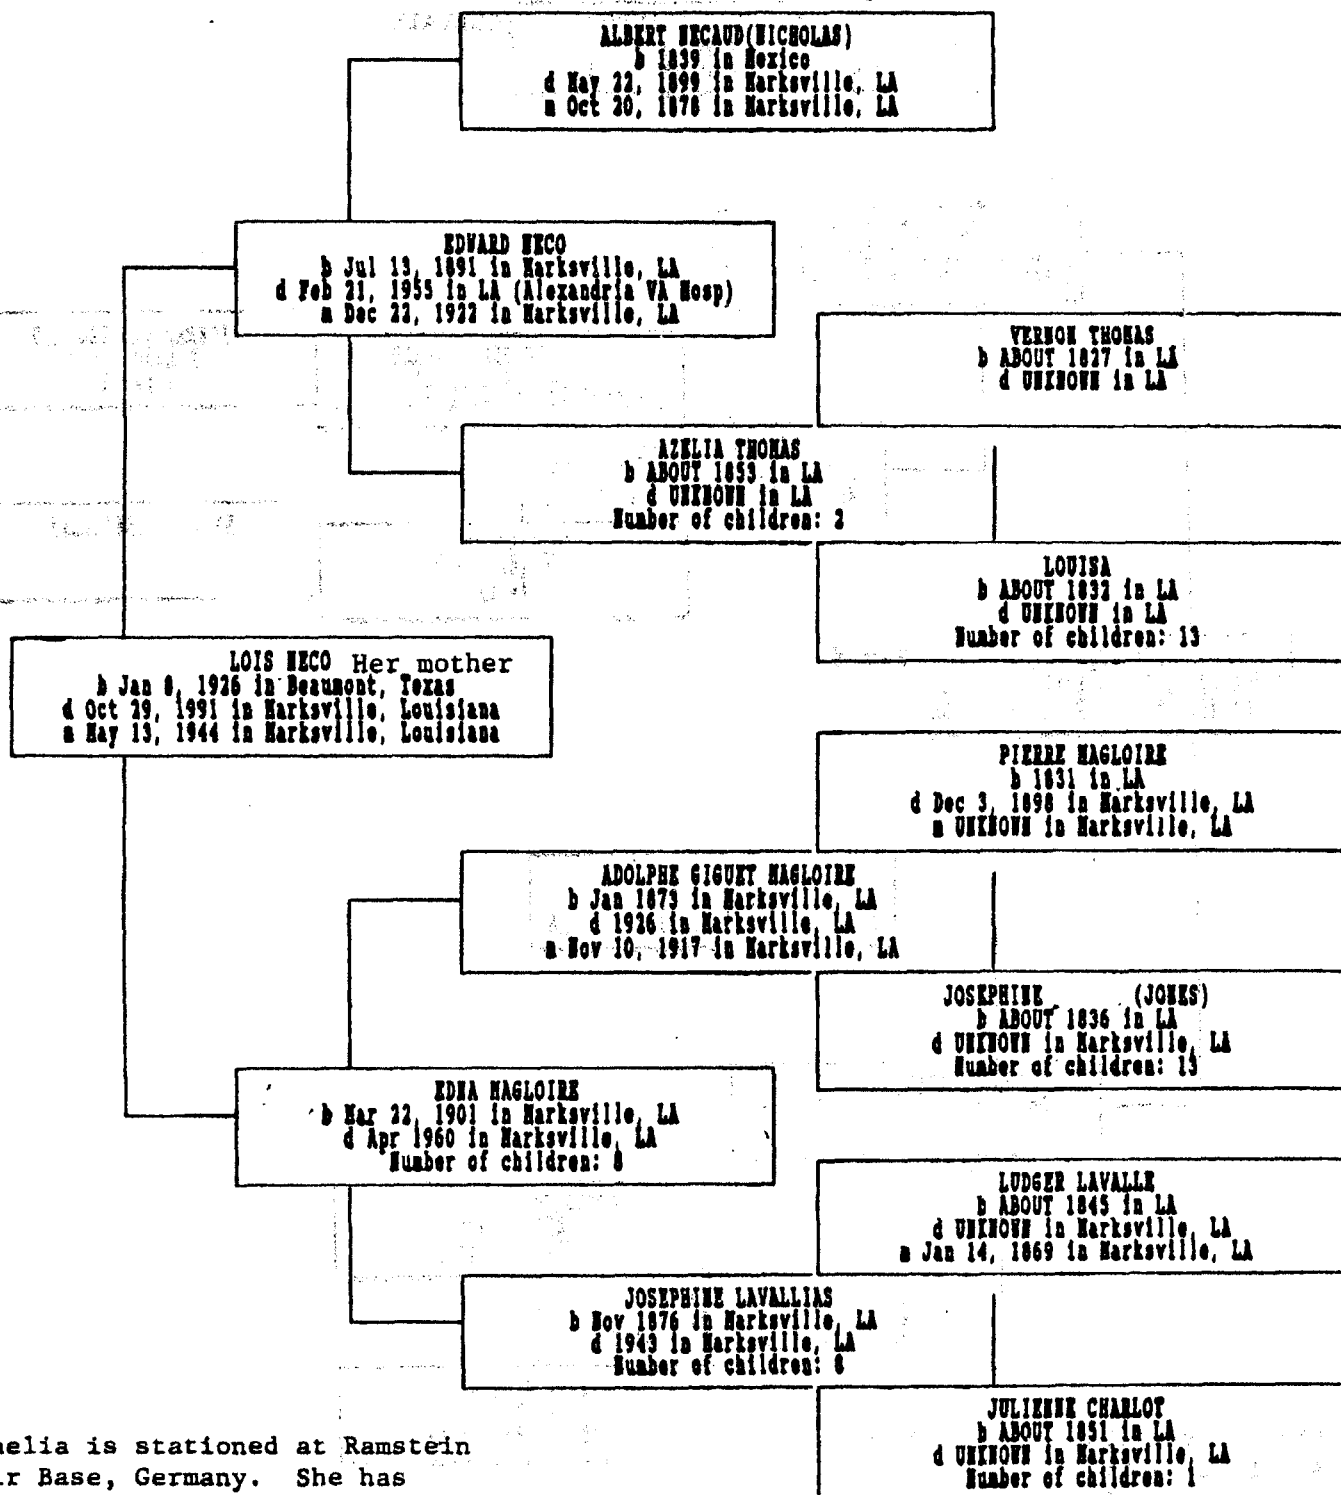 ALBERT NECAUD(NICHOLAS)
b 1839 in Mexico
d May 22, 1899 in Marksville, LA
m Oct 20, 1878 in Marksville, LA
EDWARD NECO
b Jul 13, 1891 in Marksville, LA
d Feb 21, 1955 in LA (Alexandria VA Hosp)
m Dec 22, 1922 in Marksville, LA
VERNON THOMAS
b ABOUT 1827 in LA
d UNKNOWN in LA
AZELIA THOMAS
b ABOUT 1853 in LA
d UNKNOWN in LA
Number of children: 2
LOUISA
b ABOUT 1832 in LA
d UNKNOWN in LA
Number of children: 13
LOIS NECO Her mother
b Jan 8, 1926 in Beaumont, Texas
d Oct 29, 1991 in Marksville, Louisiana
m May 13, 1944 in Marksville, Louisiana
PIERRE MAGLOIRE
b 1831 in LA
d Dec 3, 1898 in Marksville, LA
m UNKNOWN in Marksville, LA
ADOLPHE GIGUET MAGLOIRE
b Jan 1873 in Marksville, LA
d 1926 in Marksville, LA
m Nov 10, 1917 in Marksville, LA
JOSEPHINE (JONES)
b ABOUT 1836 in LA
d UNKNOWN in Marksville, LA
Number of children: 13
EDNA MAGLOIRE
b Mar 22, 1901 in Marksville, LA
d Apr 1960 in Marksville, LA
Number of children: 8
LUDGER LAVALLE
b ABOUT 1845 in LA
d UNKNOWN in Marksville, LA
m Jan 14, 1869 in Marksville, LA
JOSEPHINE LAVALLIAS
b Nov 1876 in Marksville, LA
d 1943 in Marksville, LA
Number of children:
JULIENNE CHARLOT
b ABOUT 1851 in LA
d UNKNOWN in Marksville, LA
Number of children: 1
nelia is stationed at Ramstein
ir Base, Germany. She has